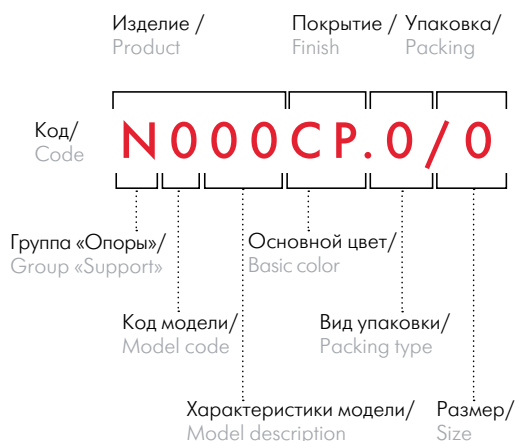 Изделие / Покрытие / Упаковка/
Product Finish Packing
Код/
Code
N000CP.0/0
Группа «Опоры»/ Основной цвет/
Group «Support» Basic color
Код модели/ Вид упаковки/
Model code Packing type
Характеристики модели/ Размер/
Model description Size